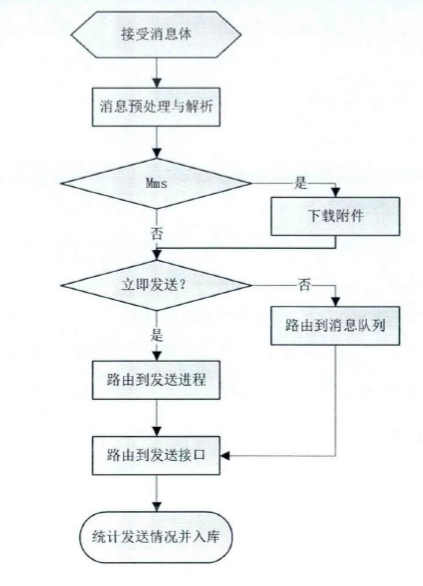 接受消息体
消息预处理与解析
Mms
是
下载附件
否
立即发送？
否
路由到消息队列
是
路由到发送进程
路由到发送接口
统计发送情况并入库